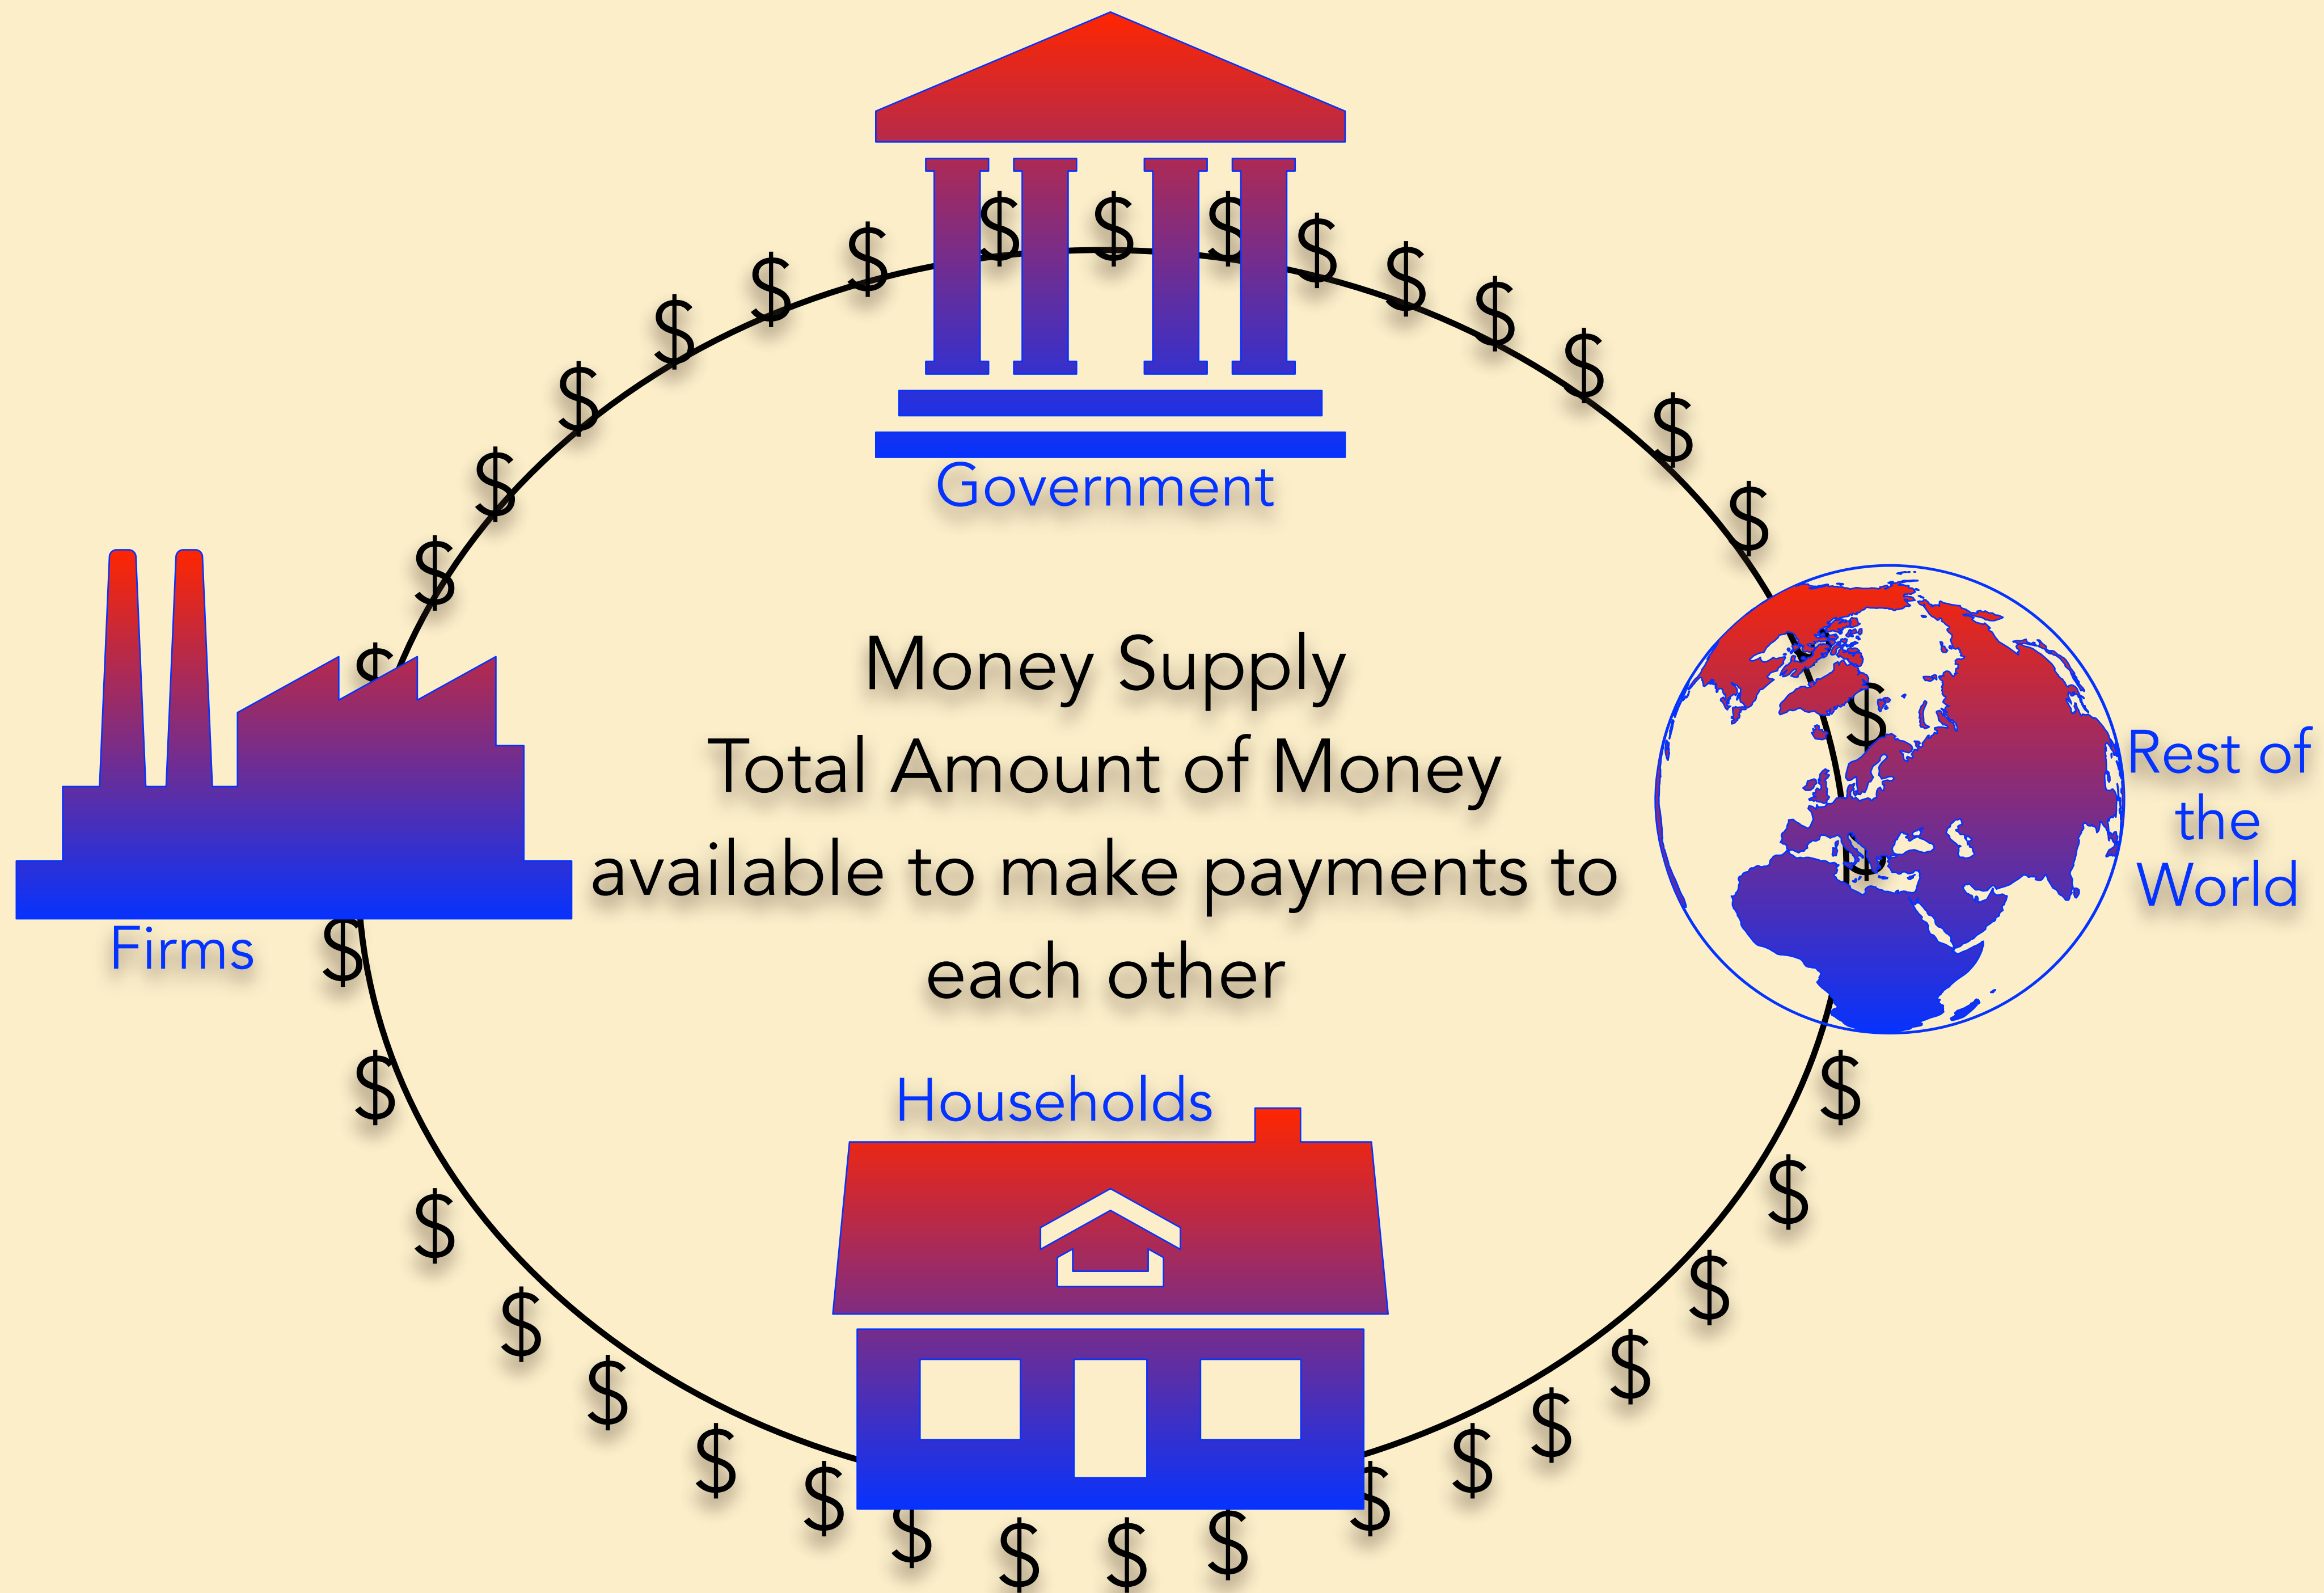 Government
Money Supply
Total Amount of Money
available to make payments to
each other
Rest of
the
World
Firms
Households
$ $ $ $ $ $ $ $ $ $ $ $ $ $ $ $ $ $ $ $ $ $ $ $ $ $ $ $ $ $ $ $ $ $ $ $ $